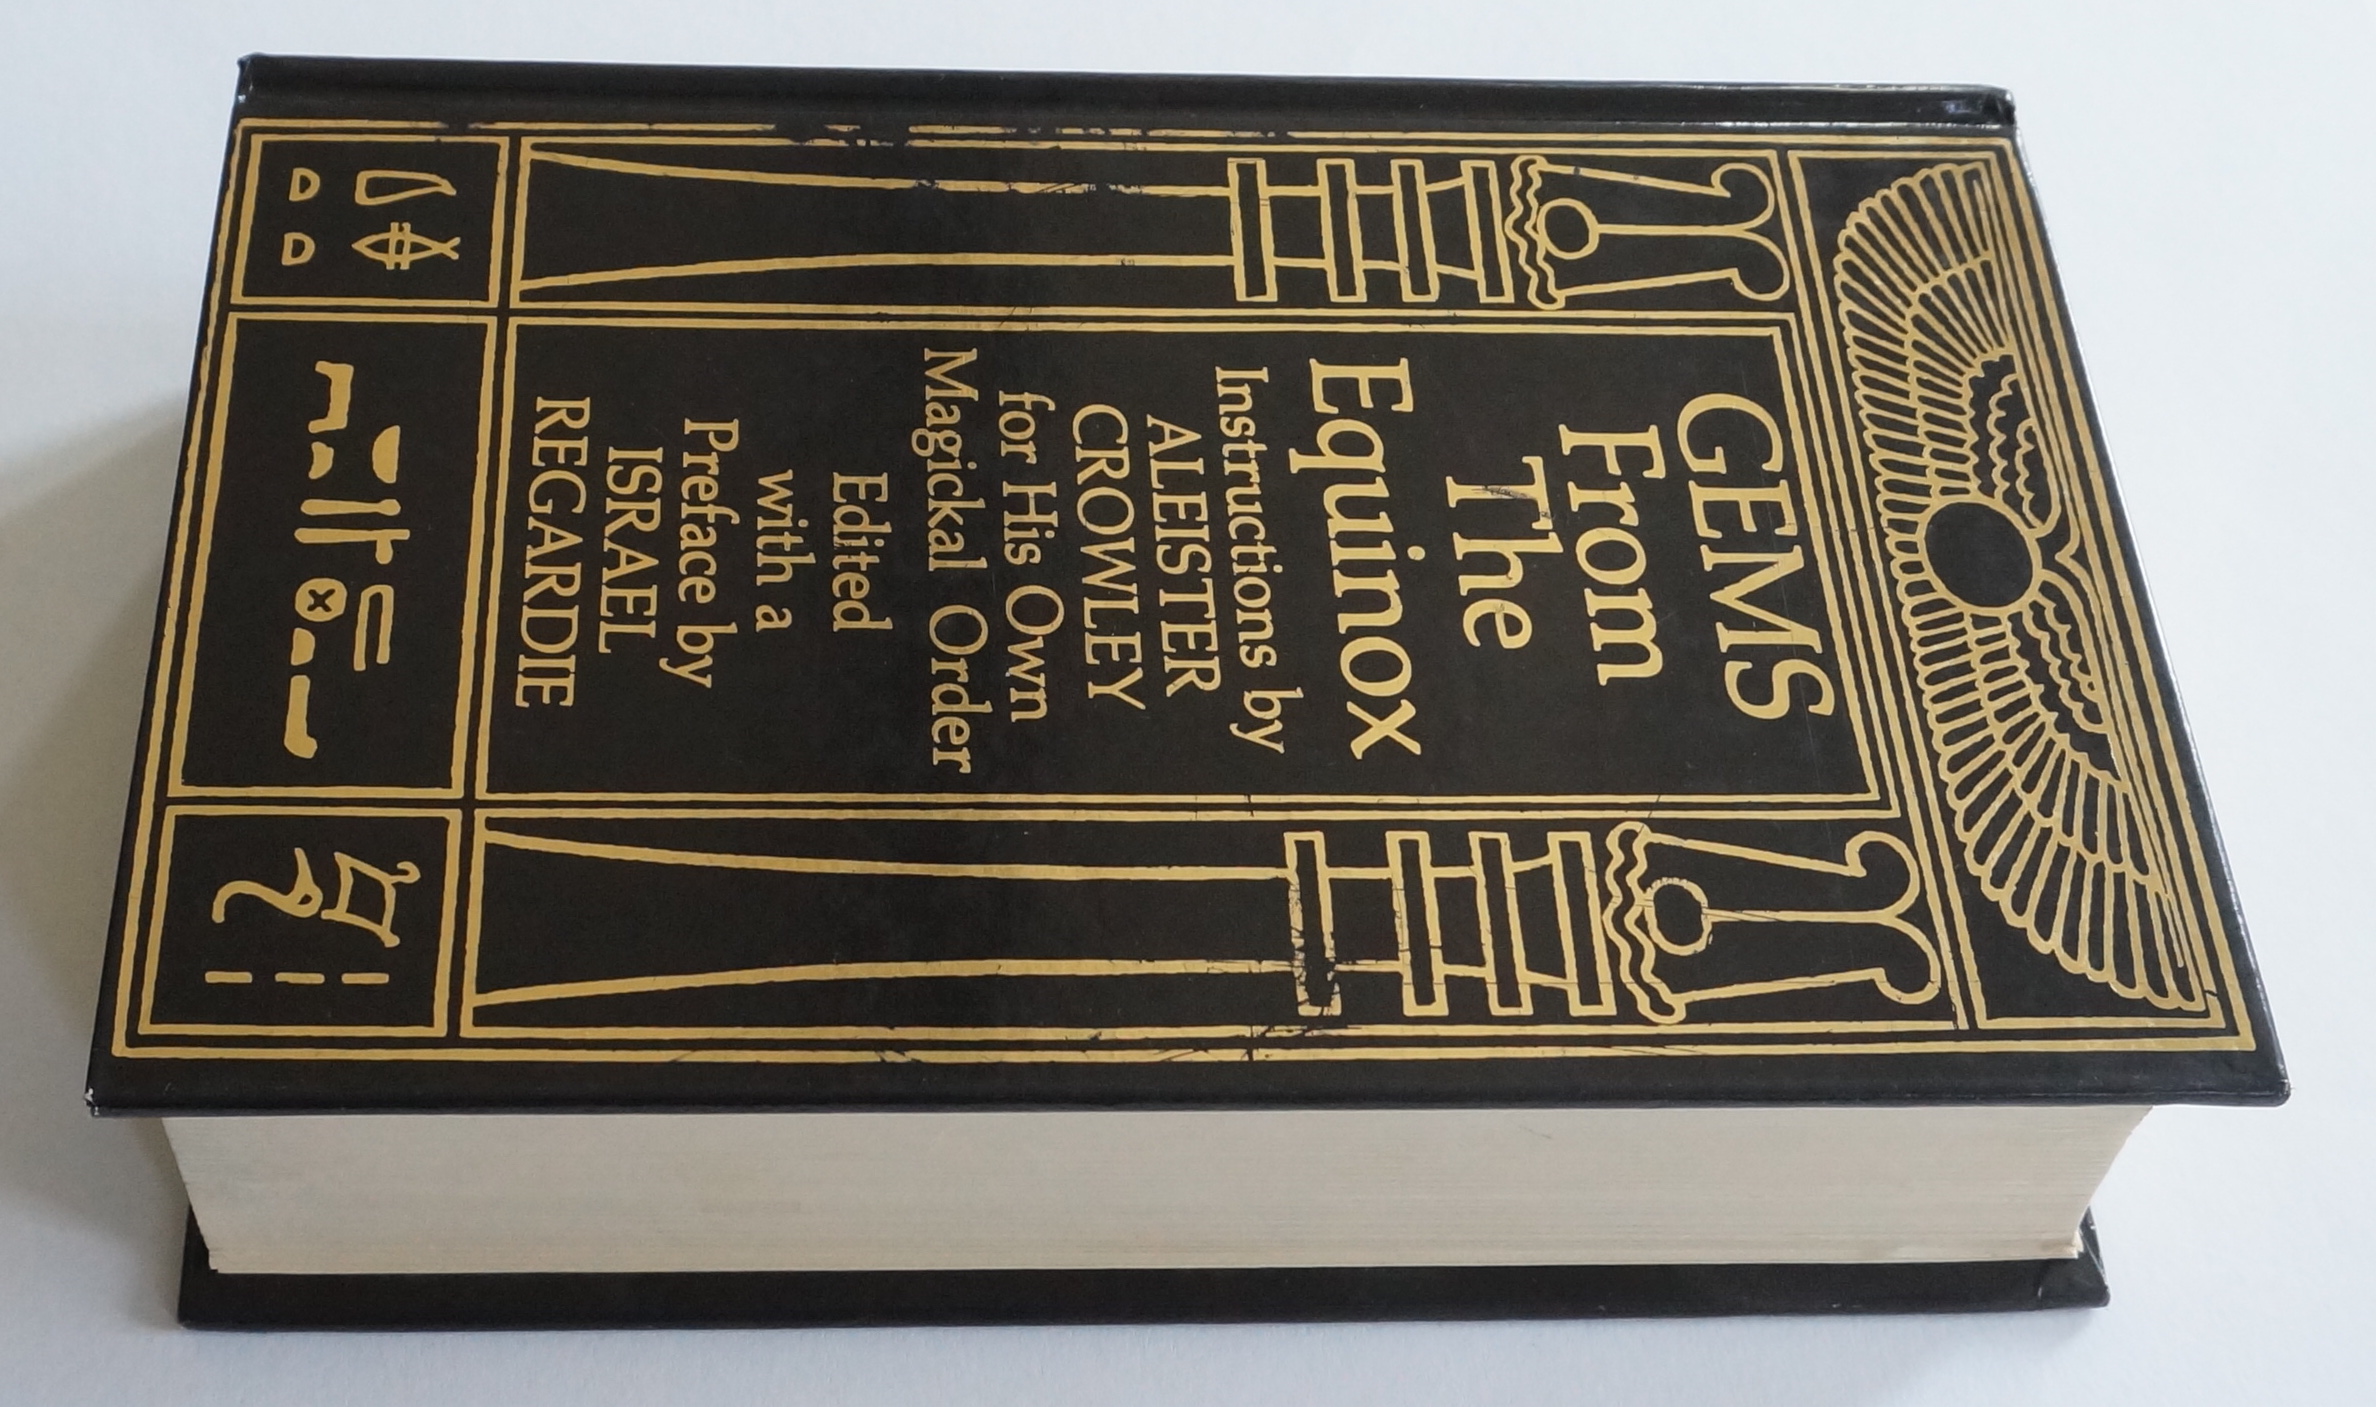 GEMS
From
The
Equinox
Instructions by
ALEISTER
CROWLEY
for His Own
Magickal Order
Edited
with a
Preface by
ISRAEL
REGARDIE